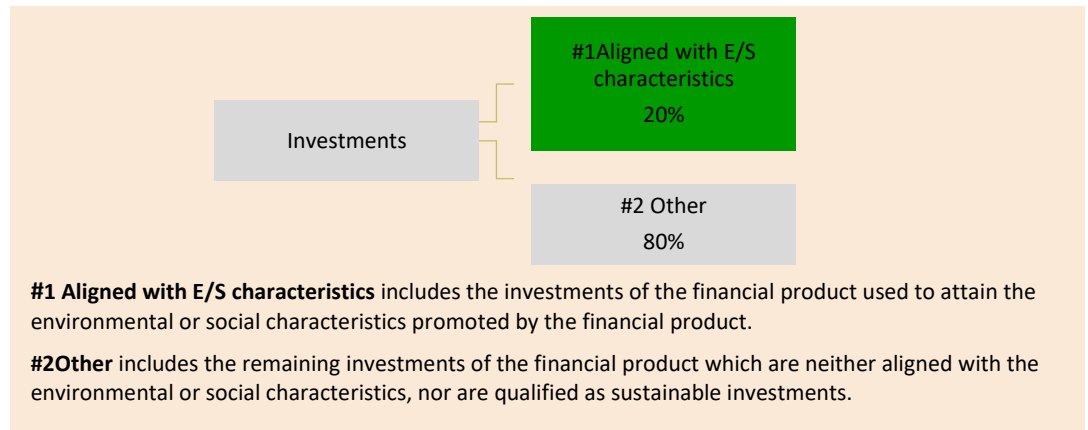 #1Aligned with E/S
characteristics
20%
Investments
#2 Other
80%
#1 Aligned with E/S characteristics includes the investments of the financial product used to attain the
environmental or social characteristics promoted by the financial product.
#2Other includes the remaining investments of the financial product which are neither aligned with the
environmental or social characteristics, nor are qualified as sustainable investments.